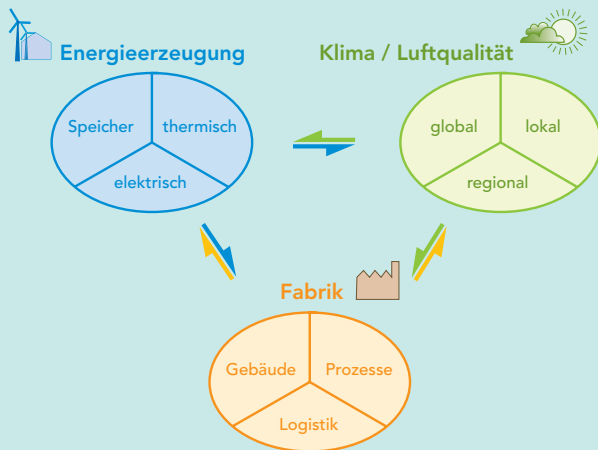 Energieerzeugung
Klima / Luftqualität
Speicher
thermisch
elektrisch
global
lokal
regional
Fabrik
Gebäude
Prozesse
Logistik